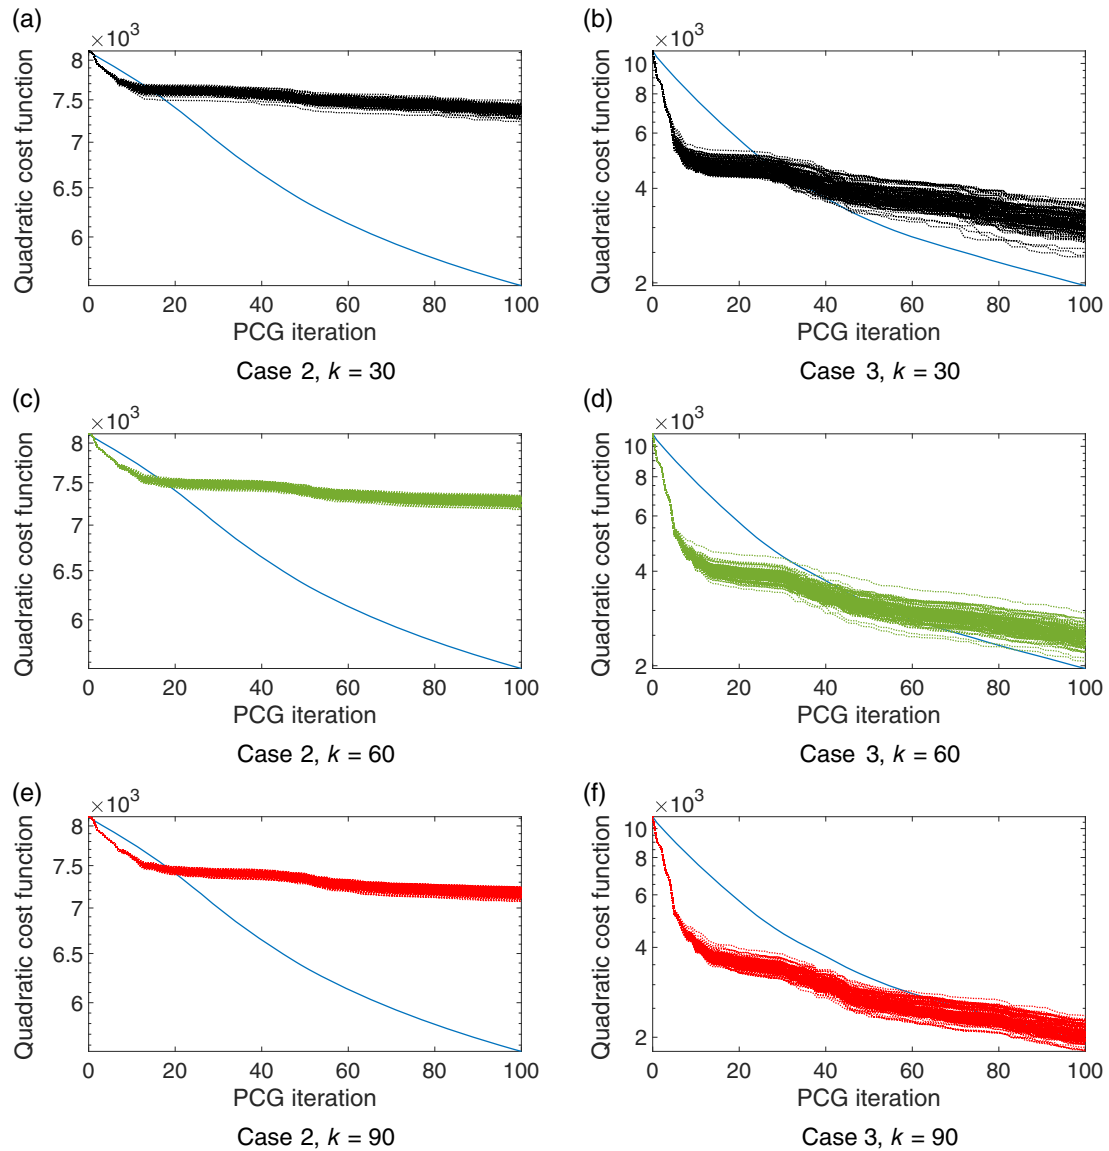 (a)
×10³
Quadratic cost function
8
7.5
7
6.5
6
0 20 40 60 80 100
PCG iteration
Case 2, k = 30
(b)
×10³
Quadratic cost function
10
8
6
4
2
0 20 40 60 80 100
PCG iteration
Case 3, k = 30
(c)
×10³
Quadratic cost function
8
7.5
7
6.5
6
0 20 40 60 80 100
PCG iteration
Case 2, k = 60
(d)
×10³
Quadratic cost function
10
8
6
4
2
0 20 40 60 80 100
PCG iteration
Case 3, k = 60
(e)
×10³
Quadratic cost function
8
7.5
7
6.5
6
0 20 40 60 80 100
PCG iteration
Case 2, k = 90
(f)
×10³
Quadratic cost function
10
8
6
4
2
0 20 40 60 80 100
PCG iteration
Case 3, k = 90